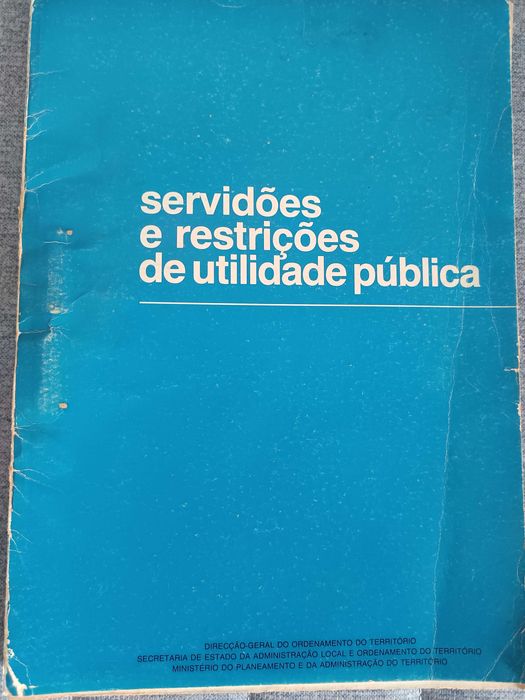 servidões
e restrições
de utilidade pública
DIRECÇÃO-GERAL DO ORDENAMENTO DO TERRITÓRIO
SECRETARIA DE ESTADO DA ADMINISTRAÇÃO LOCAL E ORDENAMENTO DO TERRITÓRIO
MINISTÉRIO DO PLANEAMENTO E DA ADMINISTRAÇÃO DO TERRITÓRIO